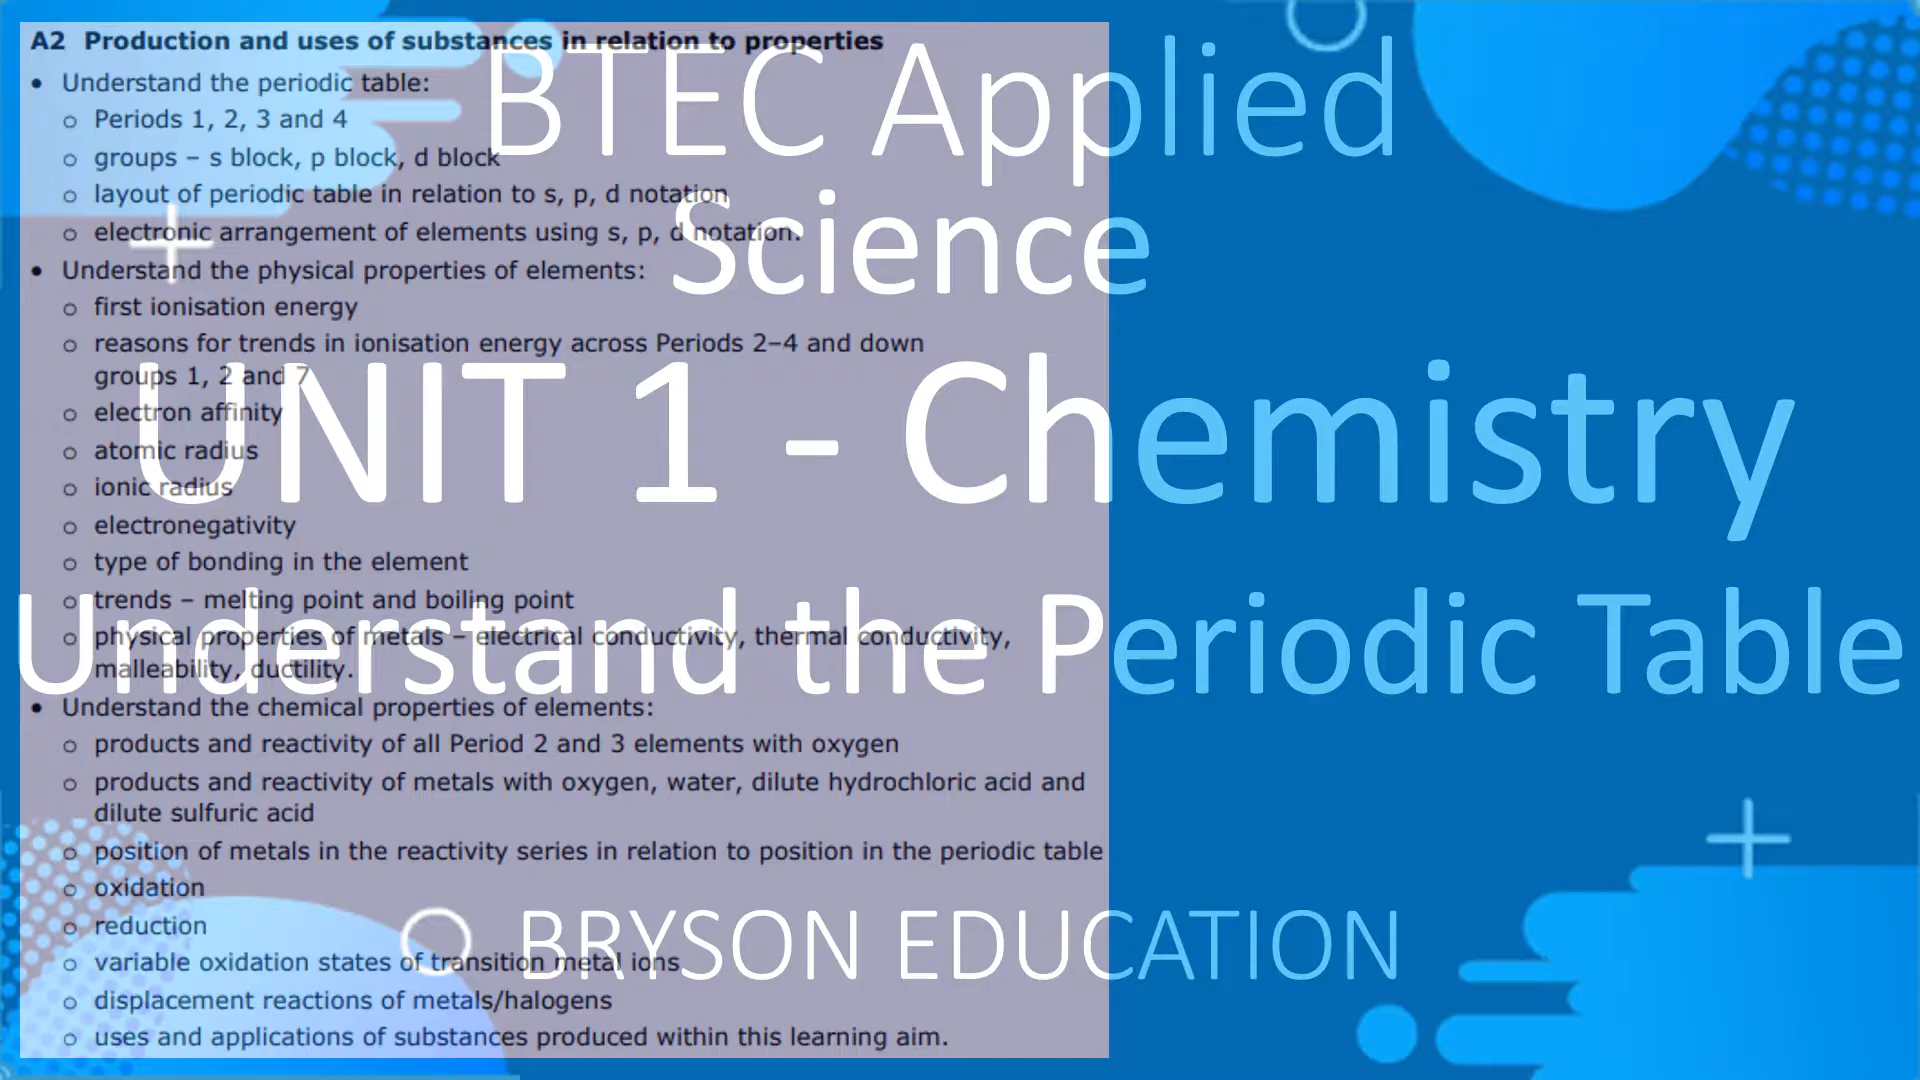 A2 Production and uses of substances in relation to properties
• Understand the periodic table:
o Periods 1, 2, 3 and 4
o groups – s block, p block, d block
o layout of periodic table in relation to s, p, d notation
o electronic arrangement of elements using s, p, d notation.
• Understand the physical properties of elements:
o first ionisation energy
o reasons for trends in ionisation energy across Periods 2–4 and down
groups 1, 2 and 7
o electron affinity
o atomic radius
o ionic radius
o electronegativity
o type of bonding in the element
o trends – melting point and boiling point
o physical properties of metals – electrical conductivity, thermal conductivity,
malleability, ductility.
• Understand the chemical properties of elements:
o products and reactivity of all Period 2 and 3 elements with oxygen
o products and reactivity of metals with oxygen, water, dilute hydrochloric acid and
dilute sulfuric acid
o position of metals in the reactivity series in relation to position in the periodic table
o oxidation
o reduction
o variable oxidation states of transition metal ions
o displacement reactions of metals/halogens
o uses and applications of substances produced within this learning aim.
BTEC Applied
Science
UNIT 1 - Chemistry
Understand the Periodic Table
BRYSON EDUCATION